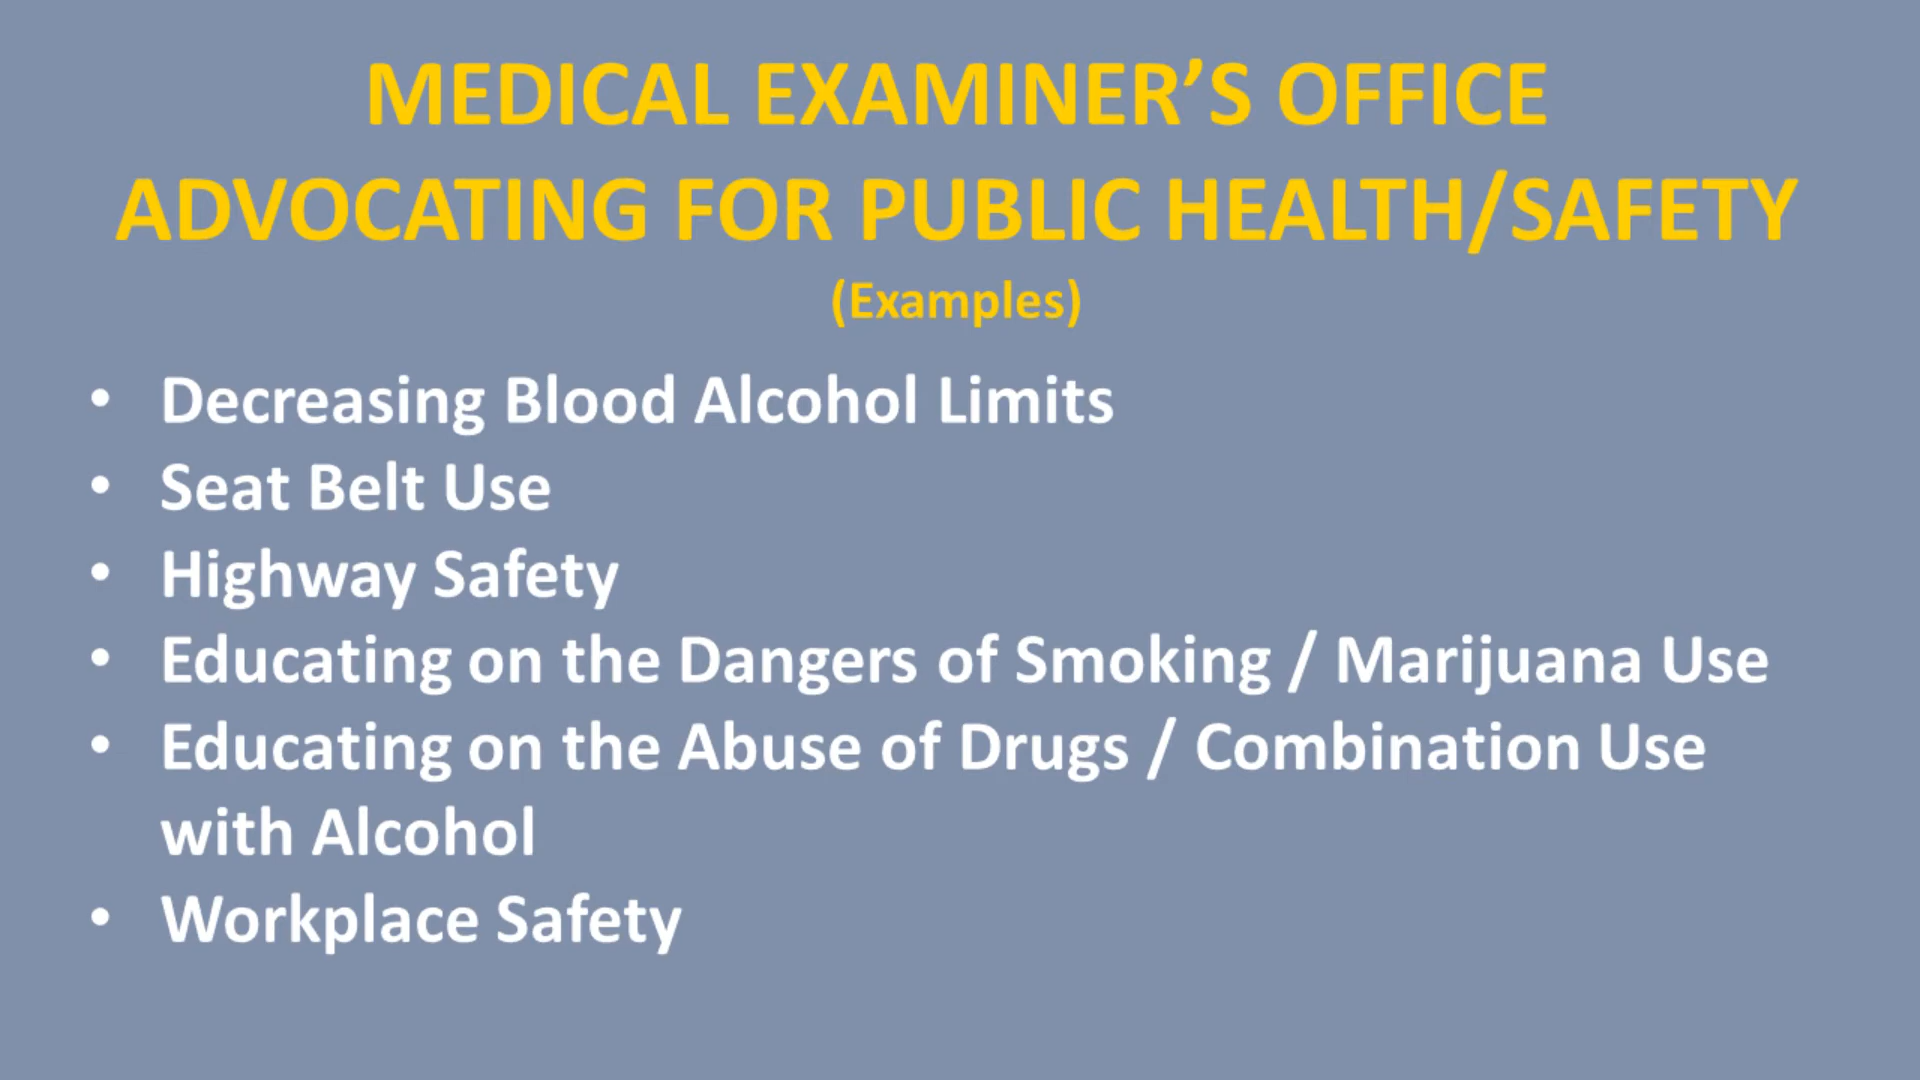 MEDICAL EXAMINER’S OFFICE
ADVOCATING FOR PUBLIC HEALTH/SAFETY
(Examples)
• Decreasing Blood Alcohol Limits
• Seat Belt Use
• Highway Safety
• Educating on the Dangers of Smoking / Marijuana Use
• Educating on the Abuse of Drugs / Combination Use
with Alcohol
• Workplace Safety